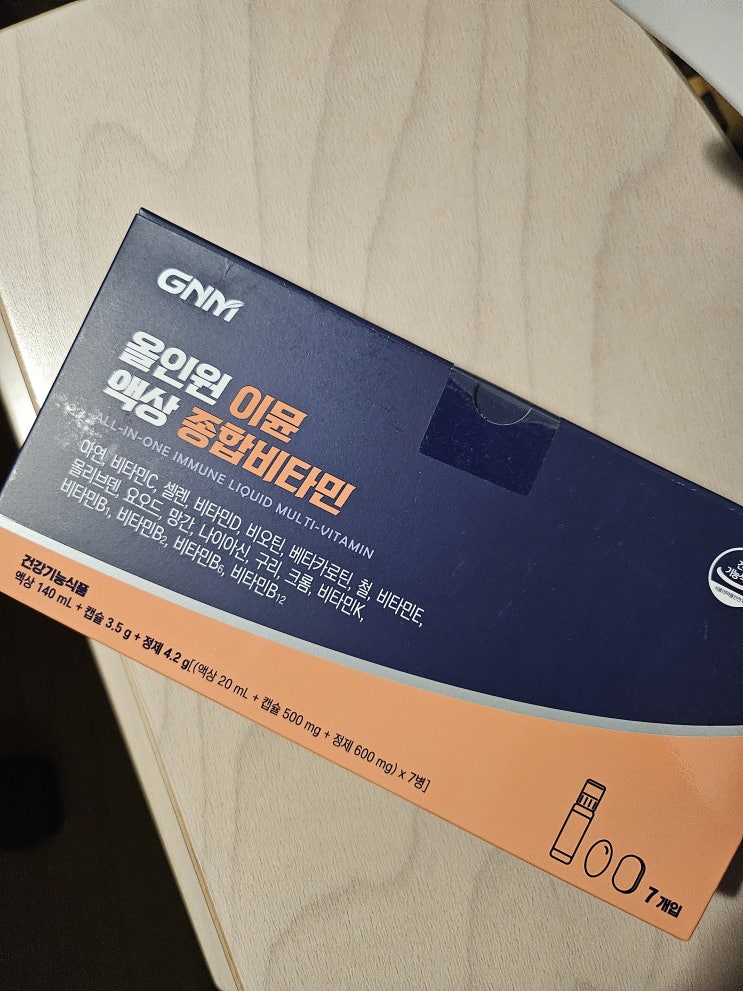 GNM
올인원 이뮨
액상 종합비타민
ALL-IN-ONE IMMUNE LIQUID MULTI-VITAMIN
아연, 비타민C, 셀렌, 비타민D, 비오틴, 베타카로틴, 철, 비타민E,
몰리브덴, 요오드, 망간, 나이아신, 구리, 크롬, 비타민K,
비타민B₁, 비타민B₂, 비타민B₆, 비타민B₁₂
건강기능식품
액상 140 mL + 캡슐 3.5 g + 정제 4.2 g[(액상 20 mL + 캡슐 500 mg + 정제 600 mg) x 7병]
7개입